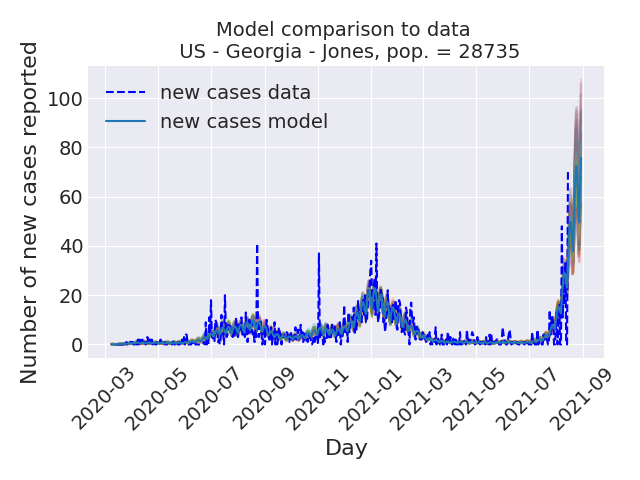 Model comparison to data
US - Georgia - Jones, pop. = 28735
Number of new cases reported
100
80
60
40
20
0
new cases data
new cases model
2020-03
2020-05
2020-07
2020-09
2020-11
2021-01
2021-03
2021-05
2021-07
2021-09
Day